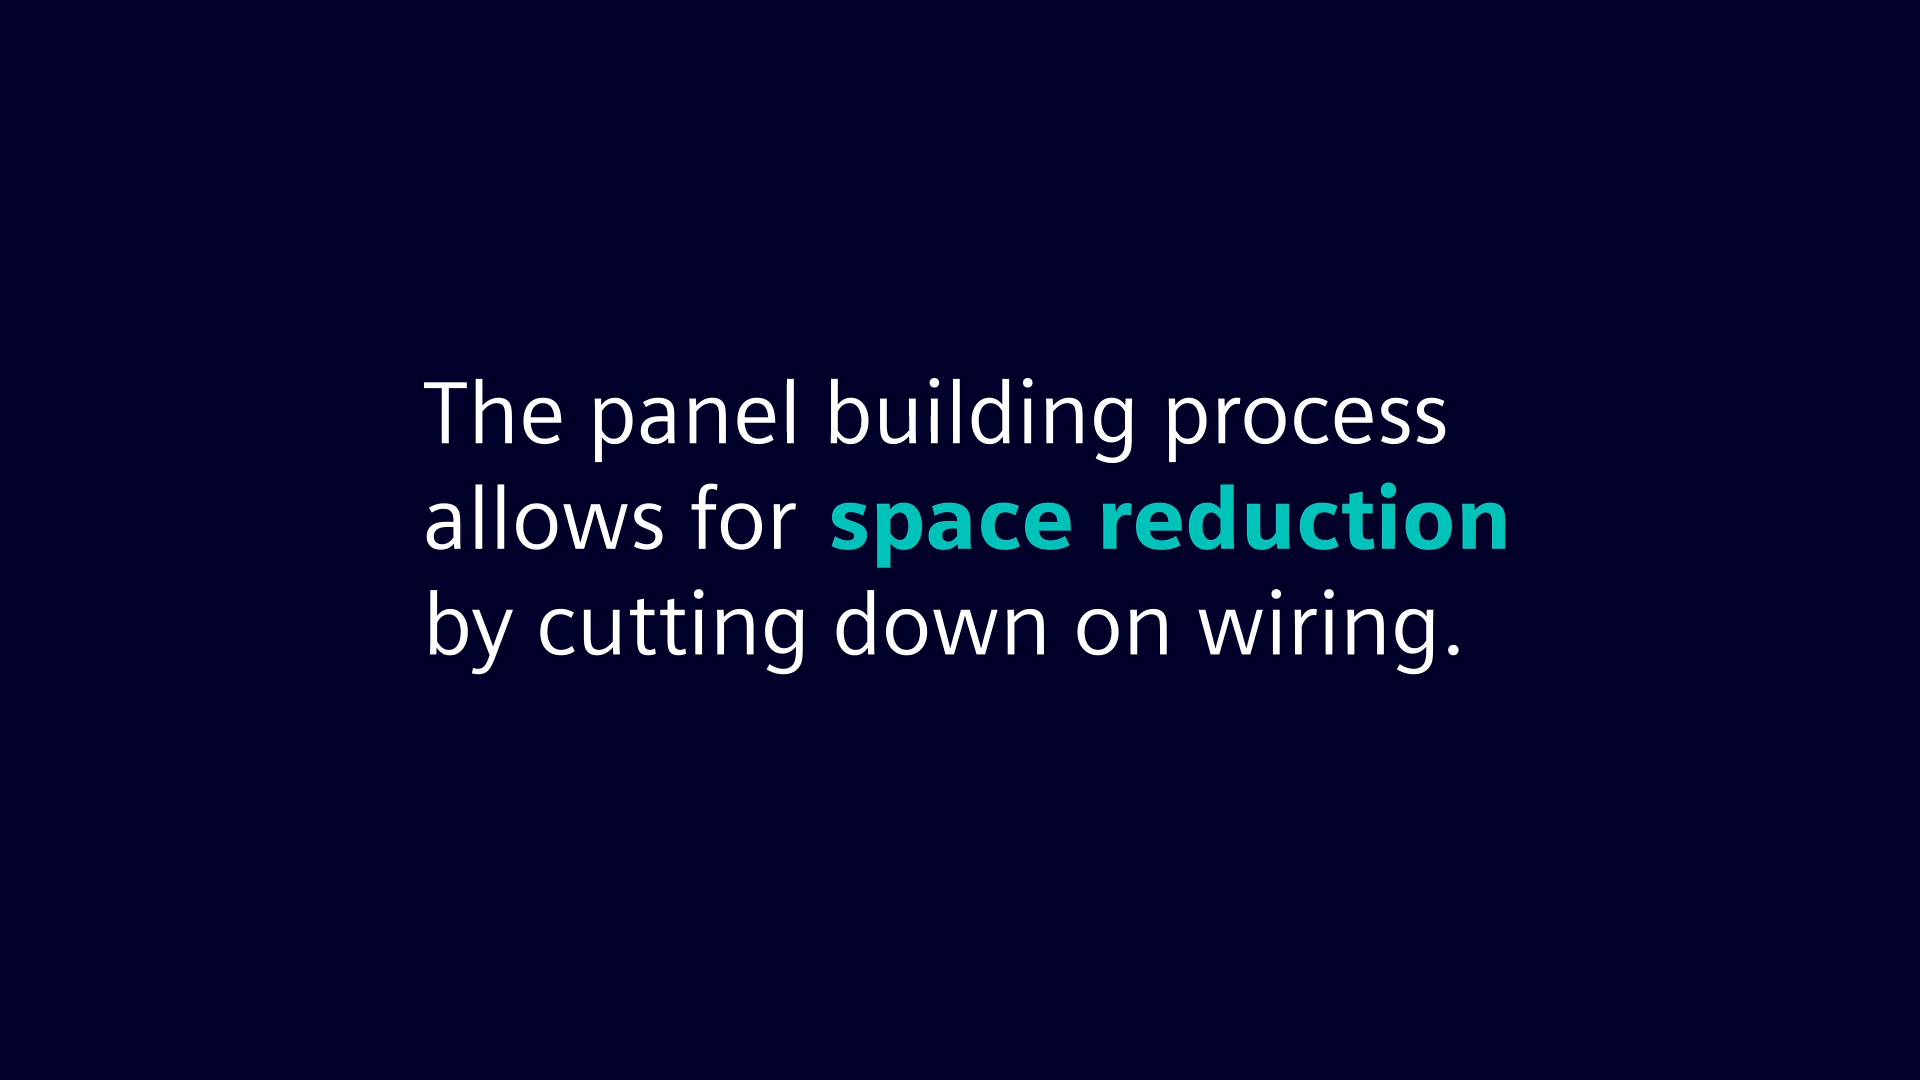 The panel building process
allows for space reduction
by cutting down on wiring.